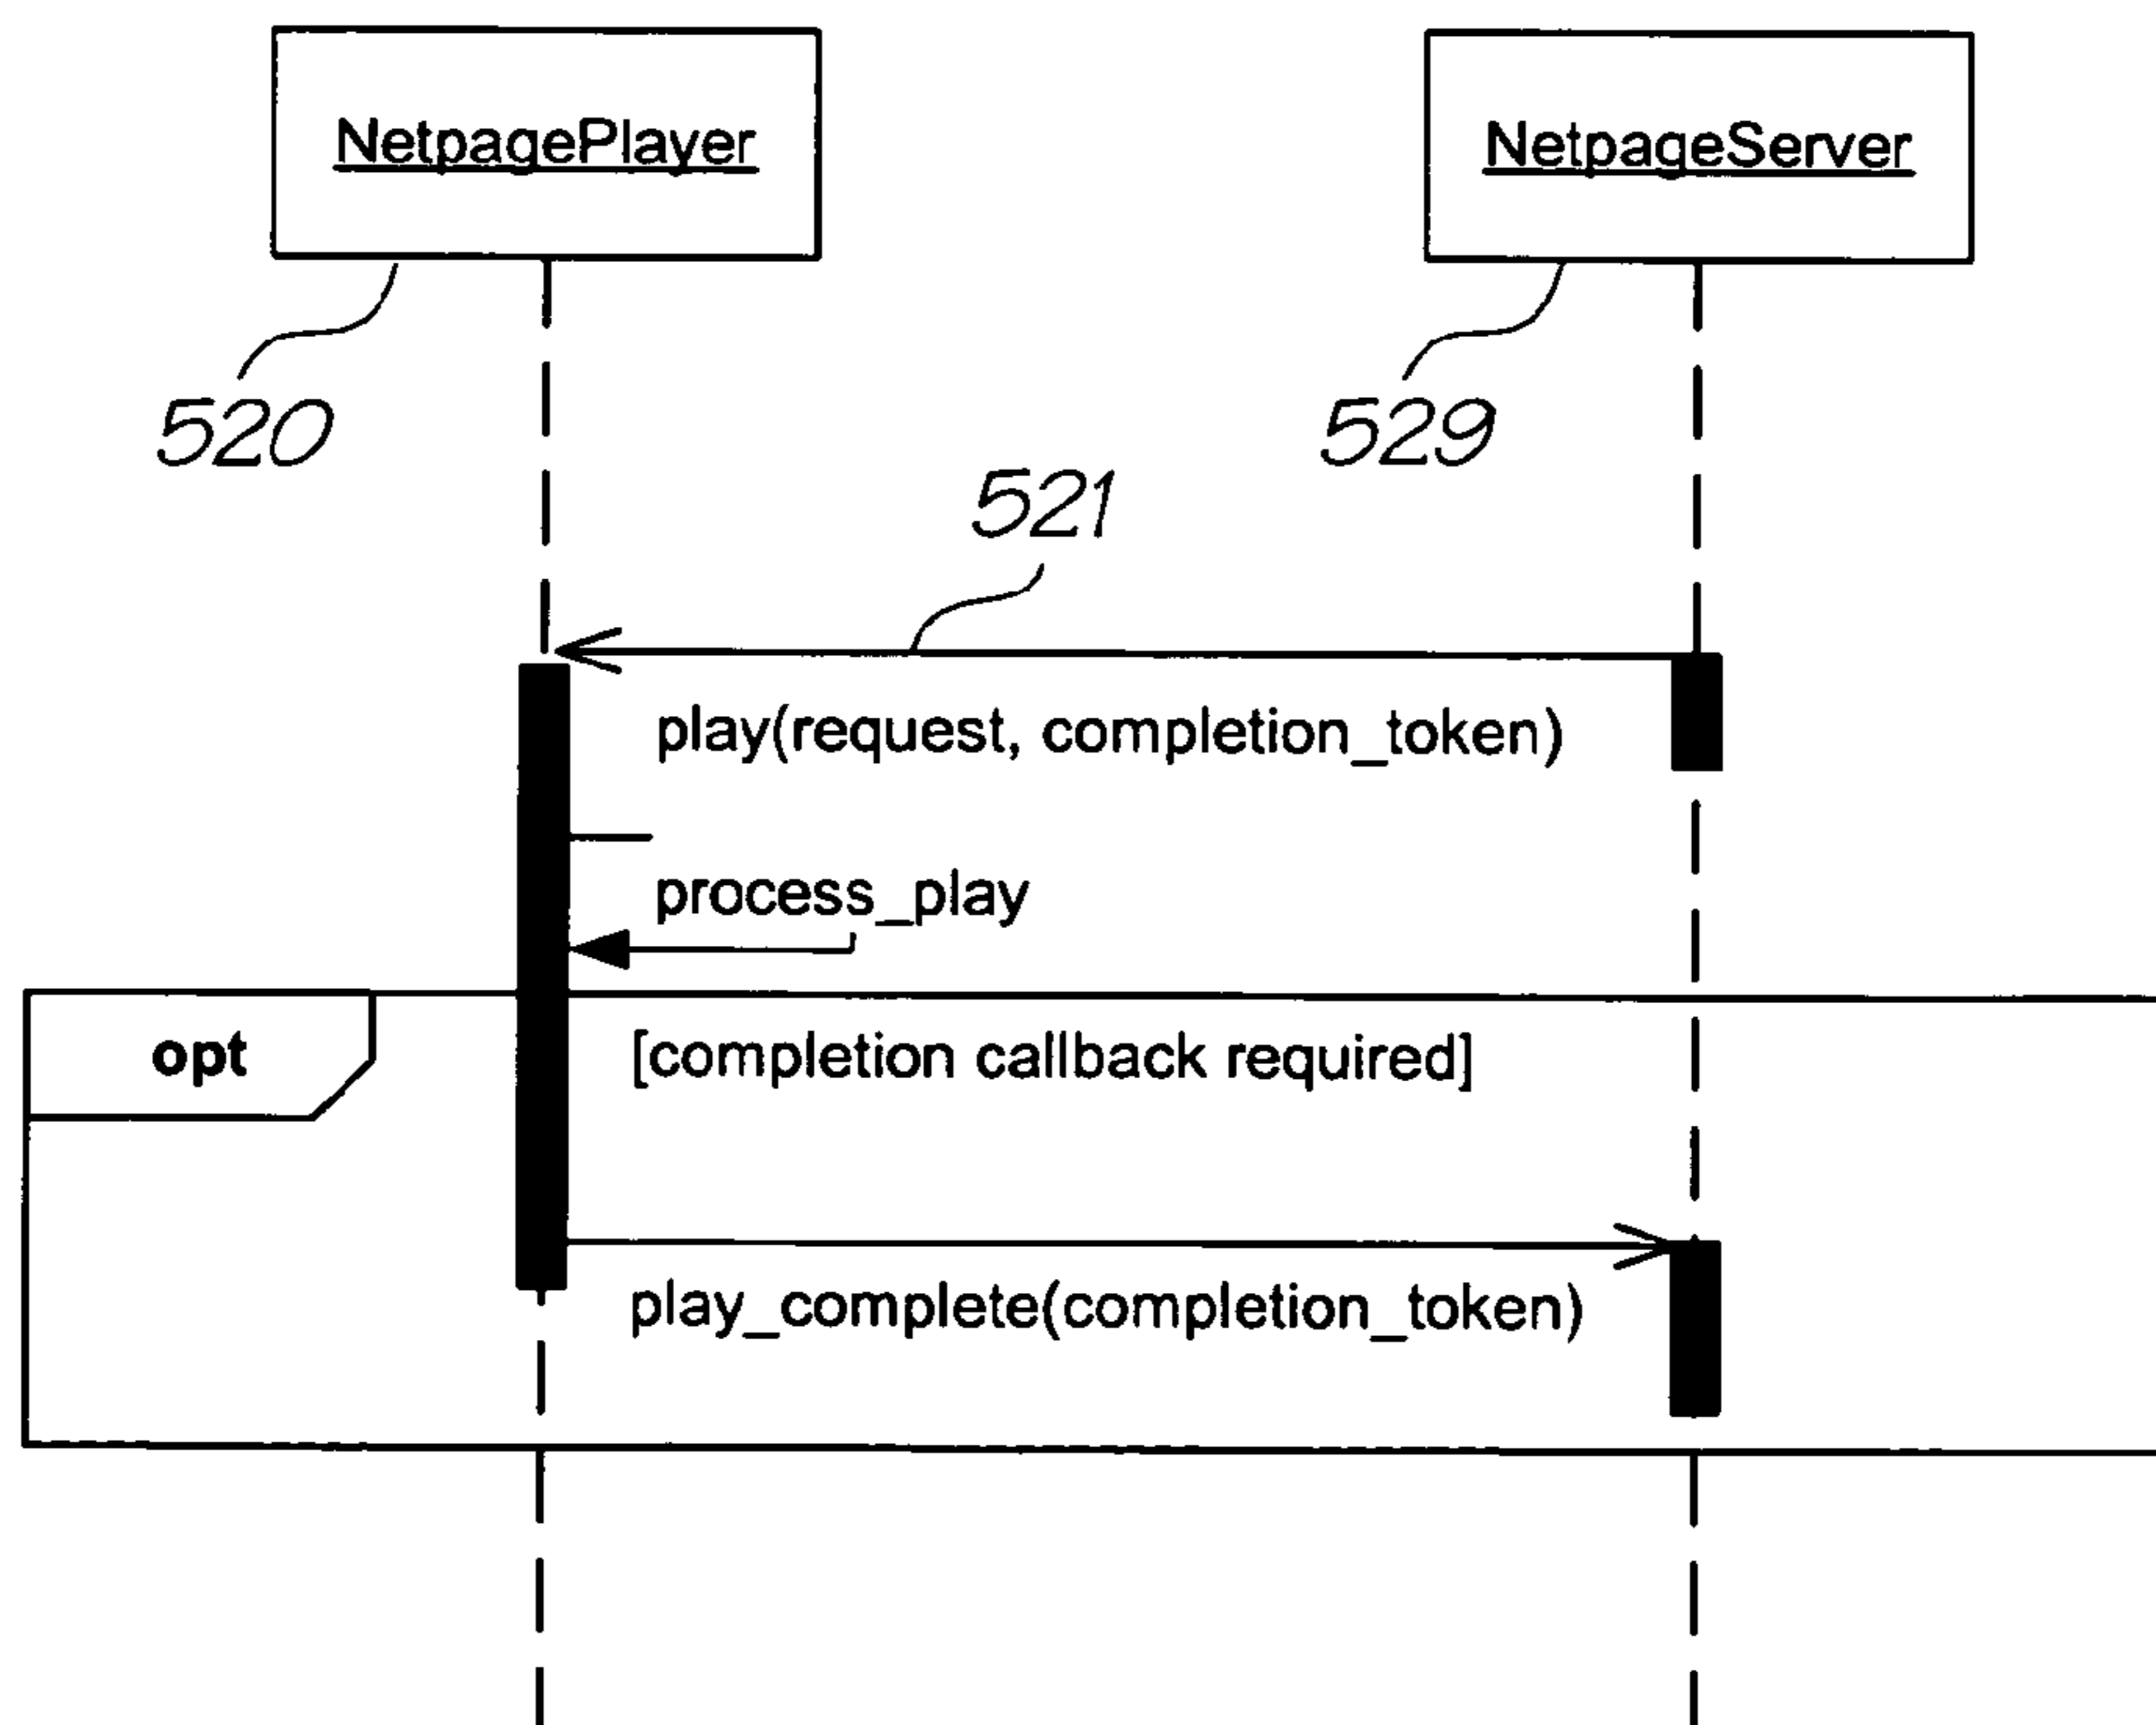 NetpagePlayer
NetpageServer
520
529
521
play(request, completion_token)
process_play
opt
[completion callback required]
play_complete(completion_token)